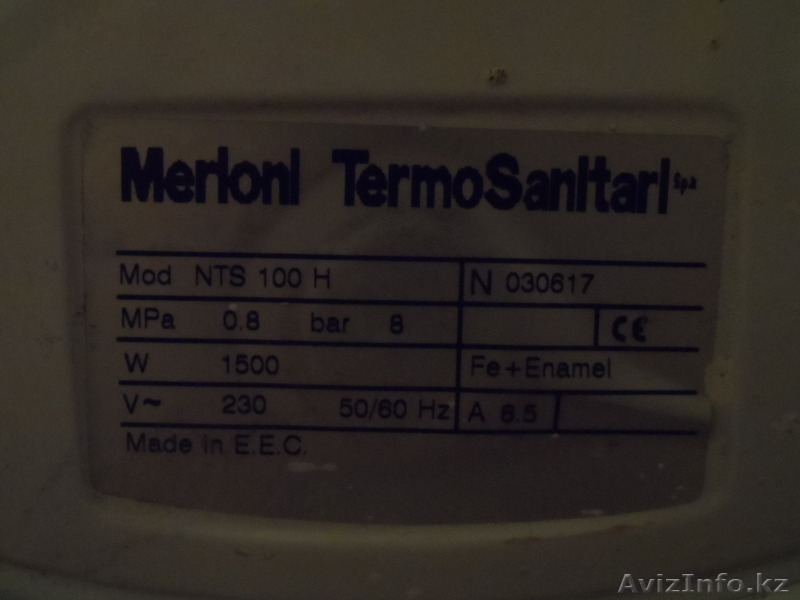 Merloni TermoSanitari SpA
Mod NTS 100 H N 030617
MPa 0.8 bar 8 CE
W 1500 Fe+Enamel
V~ 230 50/60 Hz A 6.5
Made in E.E.C.
AvizInfo.kz